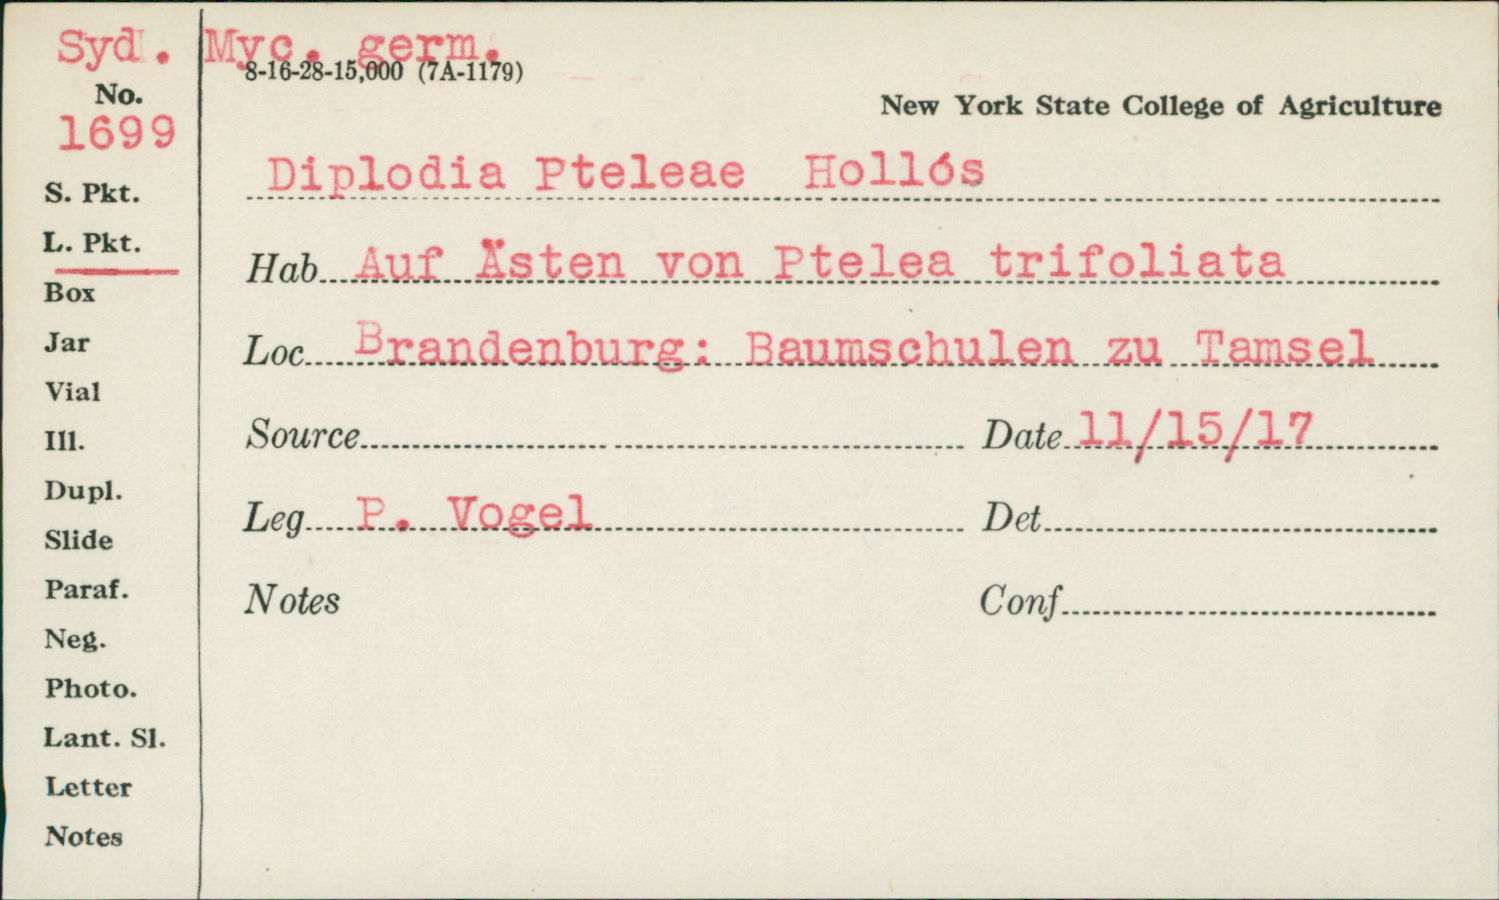 Syd. Myc. germ.
8-16-28-15,000 (7A-1179)
No.
New York State College of Agriculture
1699
Diplodia Pteleae Hollós
S. Pkt.
L. Pkt.
Hab Auf Ästen von Ptelea trifoliata
Box
Jar
Loc Brandenburg: Baumschulen zu Tamsel
Vial
Ill.
Source Date 11/15/17
Dupl.
Leg P. Vogel Det
Slide
Paraf.
Notes Conf
Neg.
Photo.
Lant. Sl.
Letter
Notes